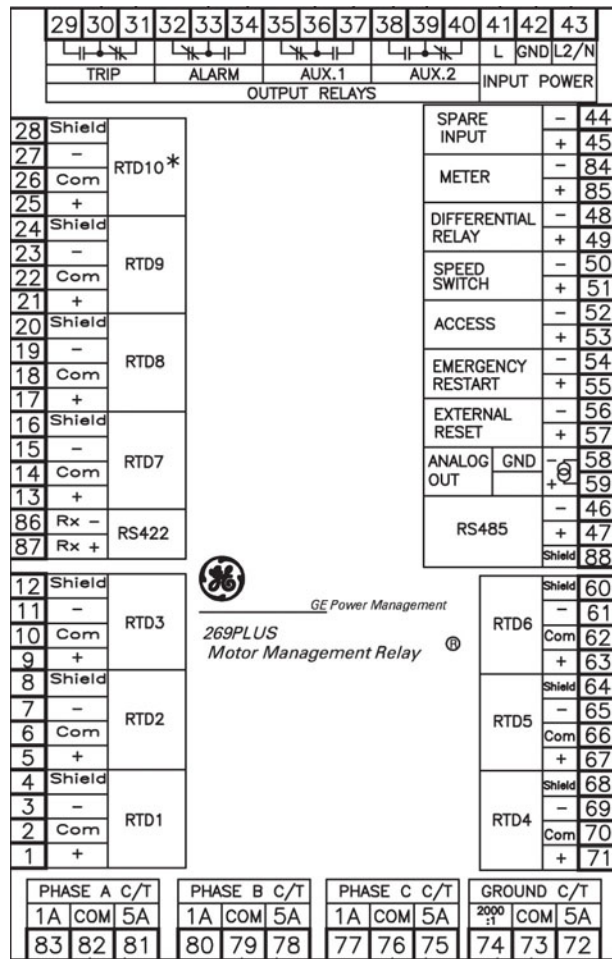 29 30 31 32 33 34 35 36 37 38 39 40 41 42 43
L GND L2/N
TRIP ALARM AUX.1 AUX.2 INPUT POWER
OUTPUT RELAYS
28 Shield
27 -
26 Com
25 +
RTD10*
24 Shield
23 -
22 Com
21 +
RTD9
20 Shield
19 -
18 Com
17 +
RTD8
16 Shield
15 -
14 Com
13 +
RTD7
86 Rx -
87 Rx +
RS422
12 Shield
11 -
10 Com
9 +
RTD3
8 Shield
7 -
6 Com
5 +
RTD2
4 Shield
3 -
2 Com
1 +
RTD1
GE
GE Power Management
269PLUS
Motor Management Relay ®
SPARE
INPUT
- 44
+ 45
METER
- 84
+ 85
DIFFERENTIAL
RELAY
- 48
+ 49
SPEED
SWITCH
- 50
+ 51
ACCESS
- 52
+ 53
EMERGENCY
RESTART
- 54
+ 55
EXTERNAL
RESET
- 56
+ 57
ANALOG GND
OUT
- 58
+ 59
RS485
- 46
+ 47
Shield 88
RTD6
Shield 60
- 61
Com 62
+ 63
RTD5
Shield 64
- 65
Com 66
+ 67
RTD4
Shield 68
- 69
Com 70
+ 71
PHASE A C/T
1A COM 5A
83 82 81
PHASE B C/T
1A COM 5A
80 79 78
PHASE C C/T
1A COM 5A
77 76 75
GROUND C/T
2000:1 COM 5A
74 73 72